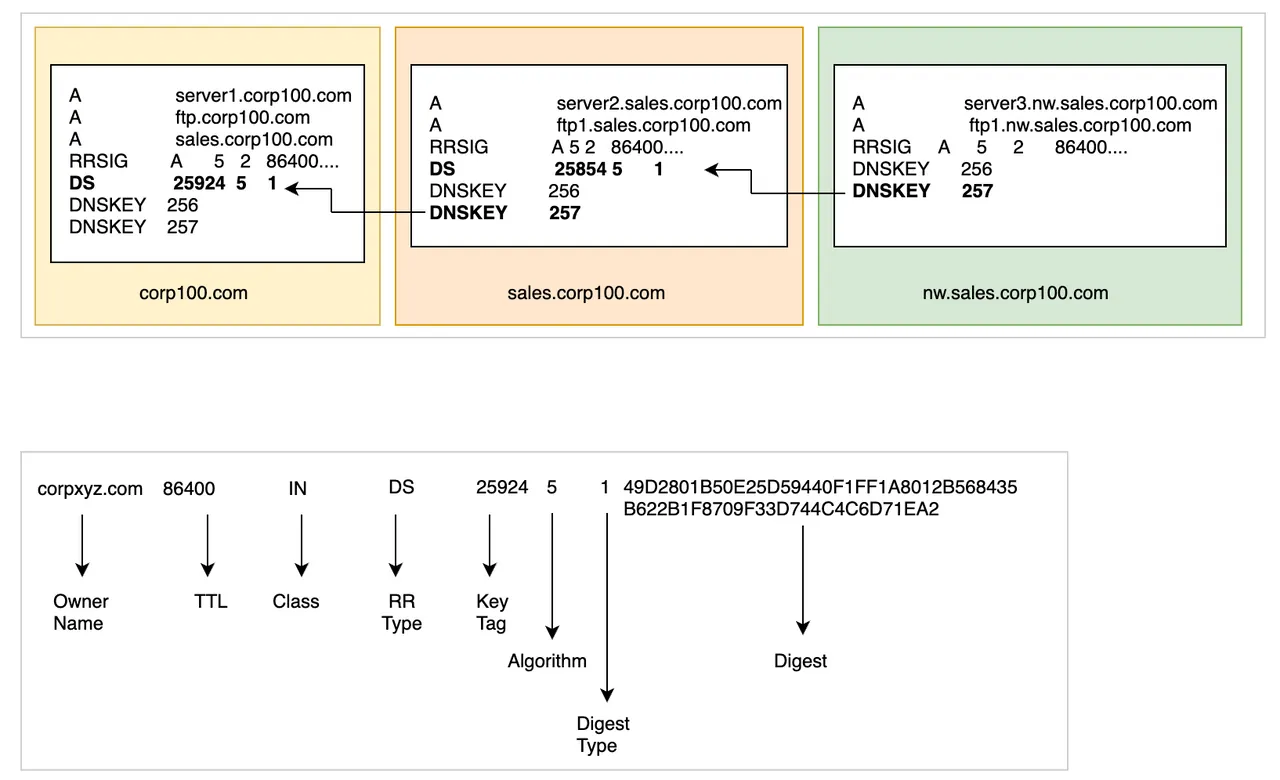 A server1.corp100.com
A ftp.corp100.com
A sales.corp100.com
RRSIG A 5 2 86400....
DS 25924 5 1
DNSKEY 256
DNSKEY 257
corp100.com
A server2.sales.corp100.com
A ftp1.sales.corp100.com
RRSIG A 5 2 86400....
DS 25854 5 1
DNSKEY 256
DNSKEY 257
sales.corp100.com
A server3.nw.sales.corp100.com
A ftp1.nw.sales.corp100.com
RRSIG A 5 2 86400....
DNSKEY 256
DNSKEY 257
nw.sales.corp100.com
corpxyz.com 86400 IN DS 25924 5 1 49D2801B50E25D59440F1FF1A8012B568435
B622B1F8709F33D744C4C6D71EA2
Owner
Name
TTL
Class
RR
Type
Key
Tag
Algorithm
Digest
Type
Digest